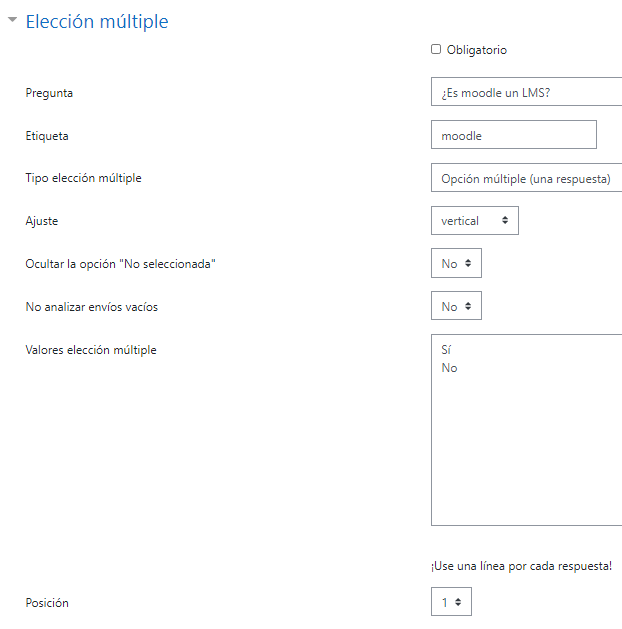 Elección múltiple
Obligatorio
Pregunta ¿Es moodle un LMS?
Etiqueta moodle
Tipo elección múltiple Opción múltiple (una respuesta)
Ajuste vertical
Ocultar la opción "No seleccionada" No
No analizar envíos vacíos No
Valores elección múltiple Sí
No
¡Use una línea por cada respuesta!
Posición 1